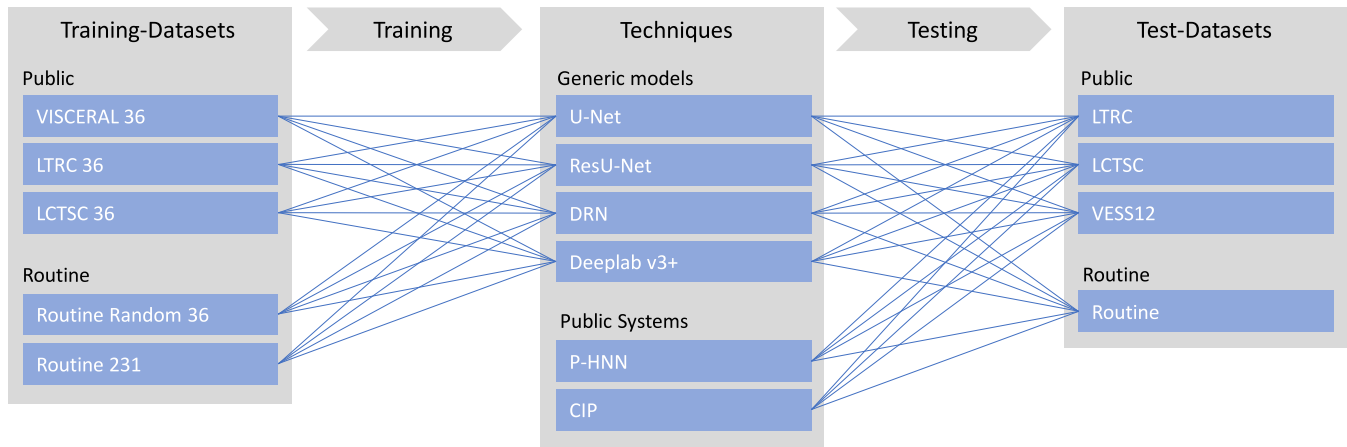 Training-Datasets
Public
VISCERAL 36
LTRC 36
LCTSC 36
Routine
Routine Random 36
Routine 231
Training
Techniques
Generic models
U-Net
ResU-Net
DRN
Deeplab v3+
Public Systems
P-HNN
CIP
Testing
Test-Datasets
Public
LTRC
LCTSC
VESS12
Routine
Routine